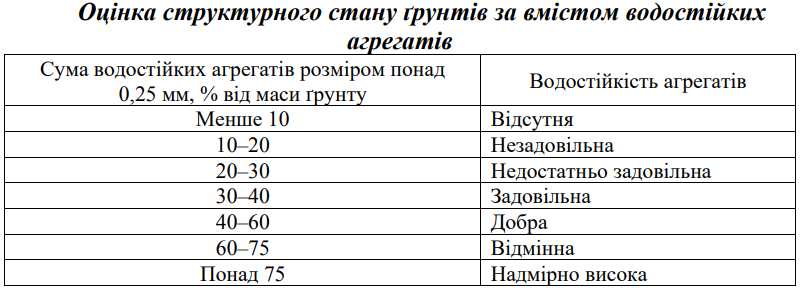 Оцінка структурного стану ґрунтів за вмістом водостійких
агрегатів
Сума водостійких агрегатів розміром понад
0,25 мм, % від маси ґрунту
Водостійкість агрегатів
Менше 10 Відсутня
10–20 Незадовільна
20–30 Недостатньо задовільна
30–40 Задовільна
40–60 Добра
60–75 Відмінна
Понад 75 Надмірно висока